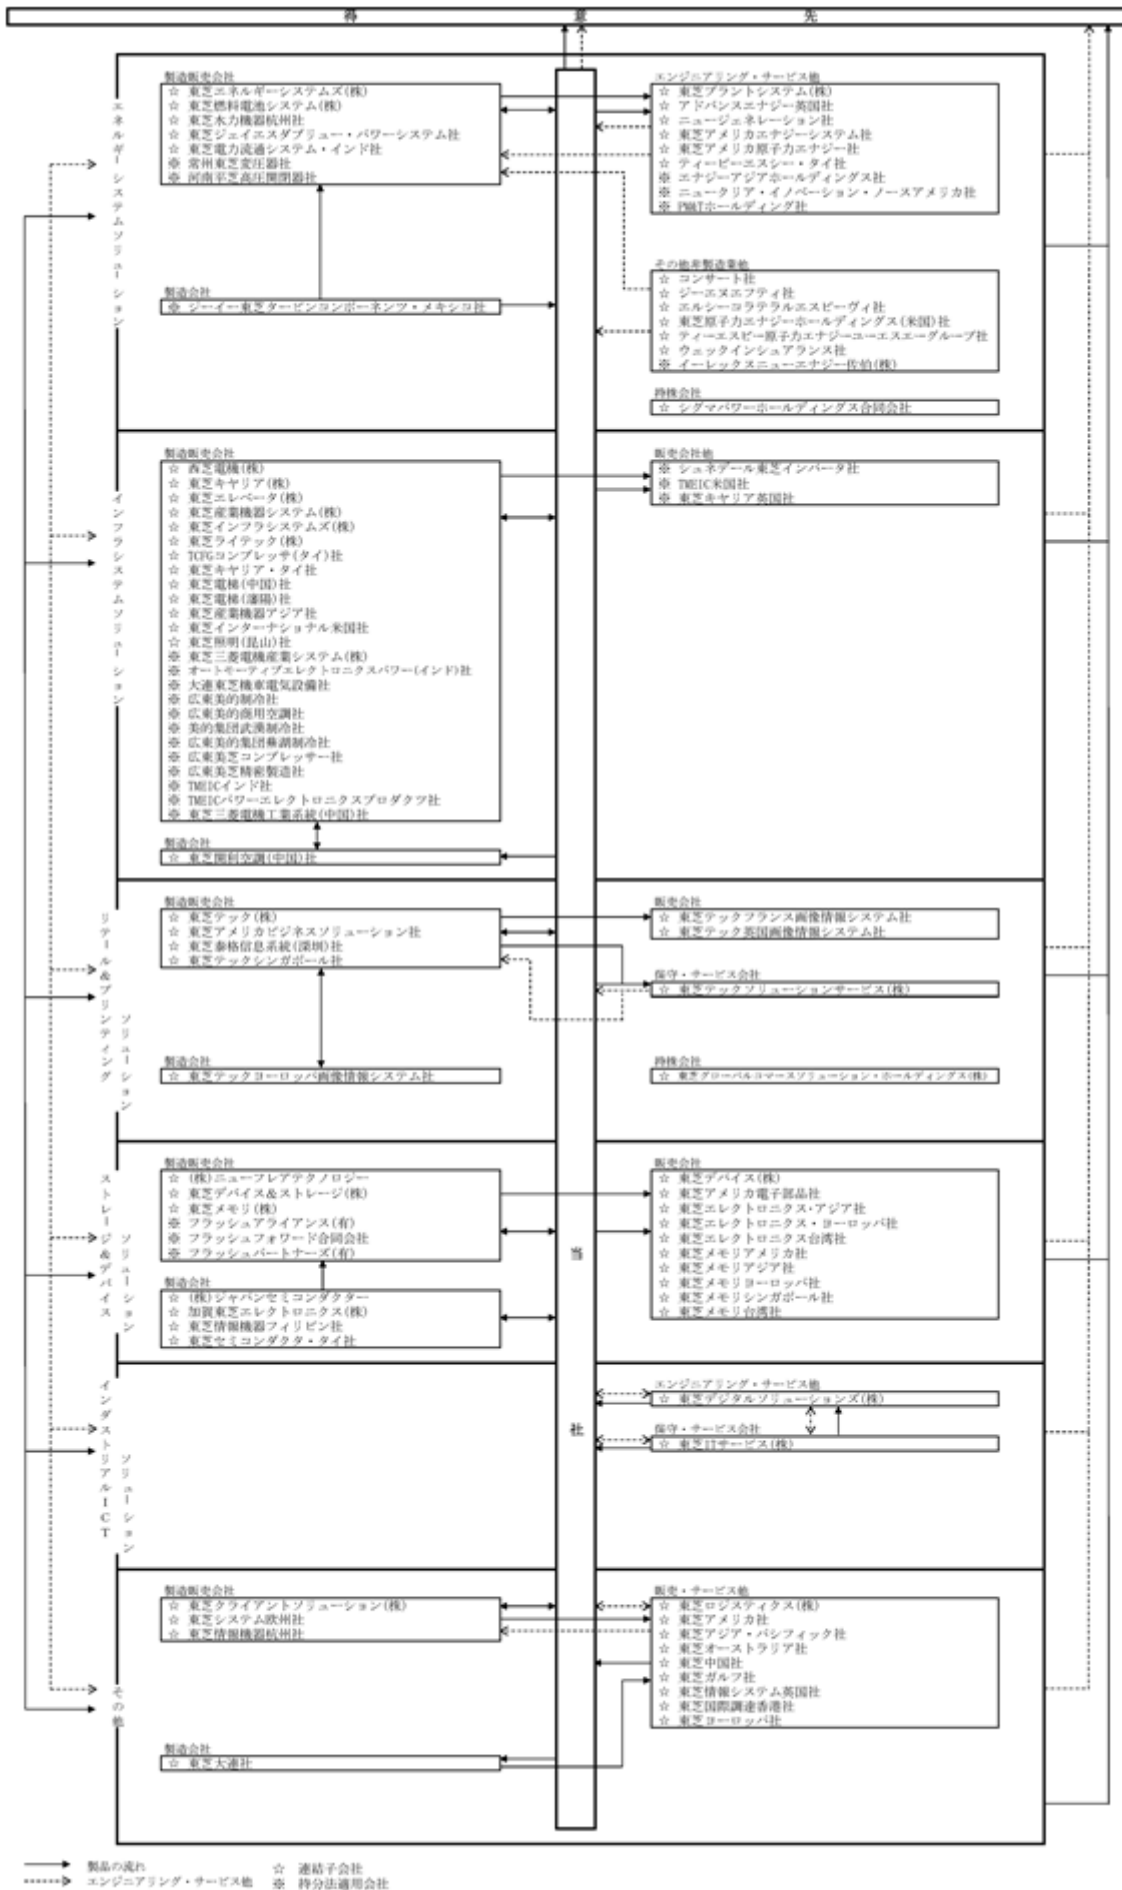 得意先
エネルギーシステムソリューション
製造販売会社
☆ 東芝エネルギーシステムズ(株)
☆ 東芝燃料電池システム(株)
☆ 東芝水力機器杭州社
☆ 東芝ジェイエスダブリュー・パワーシステム社
☆ 東芝電力流通システム・インド社
※ 常州東芝変圧器社
※ 河南平芝高圧開閉器社
製造会社
※ ジーイー東芝タービンコンポーネンツ・メキシコ社
エンジニアリング・サービス他
☆ 東芝プラントシステム(株)
☆ アドバンスエナジー英国社
☆ ニュージェネレーション社
☆ 東芝アメリカエナジーシステム社
☆ 東芝アメリカ原子力エナジー社
☆ ティーピーエスシー・タイ社
※ エナジーアジアホールディングス社
※ ニュークリア・イノベーション・ノースアメリカ社
※ PM&Tホールディング社
その他非製造業他
☆ コンサート社
☆ ジーエヌエフティ社
☆ エルシーコラテラルエスピーヴィ社
☆ 東芝原子力エナジーホールディングス(米国)社
☆ ティーエスビー原子力エナジーユーエスエーグループ社
☆ ウェックインシュアランス社
※ イーレックスニューエナジー佐伯(株)
持株会社
☆ シグマパワーホールディングス合同会社
インフラシステムソリューション
製造販売会社
☆ 西芝電機(株)
☆ 東芝キヤリア(株)
☆ 東芝エレベータ(株)
☆ 東芝産業機器システム(株)
☆ 東芝インフラシステムズ(株)
☆ 東芝ライテック(株)
☆ TCFGコンプレッサ(タイ)社
☆ 東芝キヤリア・タイ社
☆ 東芝電梯(中国)社
☆ 東芝電梯(瀋陽)社
☆ 東芝産業機器アジア社
☆ 東芝インターナショナル米国社
☆ 東芝照明(昆山)社
※ 東芝三菱電機産業システム(株)
※ オートモーティブエレクトロニクスパワー(インド)社
※ 大連東芝機車電気設備社
※ 広東美的制冷社
※ 広東美的商用空調社
※ 美的集団武漢制冷社
※ 広東美的集団蕪湖制冷社
※ 広東美芝コンプレッサー社
※ 広東美芝精密製造社
※ TMEICインド社
※ TMEICパワーエレクトロニクスプロダクツ社
※ 東芝三菱電機工業系統(中国)社
製造会社
☆ 東芝開利空調(中国)社
販売会社他
※ シュネデール東芝インバータ社
※ TMEIC米国社
※ 東芝キヤリア英国社
リテール&プリンティング
ソリューション
製造販売会社
☆ 東芝テック(株)
☆ 東芝アメリカビジネスソリューション社
☆ 東芝泰格信息系統(深圳)社
☆ 東芝テックシンガポール社
製造会社
☆ 東芝テックヨーロッパ画像情報システム社
販売会社
☆ 東芝テックフランス画像情報システム社
☆ 東芝テック英国画像情報システム社
保守・サービス会社
☆ 東芝テックソリューションサービス(株)
持株会社
☆ 東芝グローバルコマースソリューション・ホールディングス(株)
ストレージ&デバイス
ソリューション
製造販売会社
☆ (株)ニューフレアテクノロジー
☆ 東芝デバイス&ストレージ(株)
☆ 東芝メモリ(株)
※ フラッシュアライアンス(有)
※ フラッシュフォワード合同会社
※ フラッシュパートナーズ(有)
製造会社
☆ (株)ジャパンセミコンダクター
☆ 加賀東芝エレクトロニクス(株)
☆ 東芝情報機器フィリピン社
☆ 東芝セミコンダクタ・タイ社
販売会社
☆ 東芝デバイス(株)
☆ 東芝アメリカ電子部品社
☆ 東芝エレクトロニクス・アジア社
☆ 東芝エレクトロニクス・ヨーロッパ社
☆ 東芝エレクトロニクス台湾社
☆ 東芝メモリアメリカ社
☆ 東芝メモリアジア社
☆ 東芝メモリヨーロッパ社
☆ 東芝メモリシンガポール社
☆ 東芝メモリ台湾社
当社
インダストリアルICT
ソリューション
エンジニアリング・サービス他
☆ 東芝デジタルソリューションズ(株)
保守・サービス会社
☆ 東芝ITサービス(株)
その他
製造販売会社
☆ 東芝クライアントソリューション(株)
☆ 東芝システム欧州社
☆ 東芝情報機器杭州社
製造会社
☆ 東芝大連社
販売・サービス他
☆ 東芝ロジスティクス(株)
☆ 東芝アメリカ社
☆ 東芝アジア・パシフィック社
☆ 東芝オーストラリア社
☆ 東芝中国社
☆ 東芝ガルフ社
☆ 東芝情報システム英国社
☆ 東芝国際調達香港社
☆ 東芝ヨーロッパ社
製品の流れ ☆ 連結子会社
エンジニアリング・サービス他 ※ 持分法適用会社